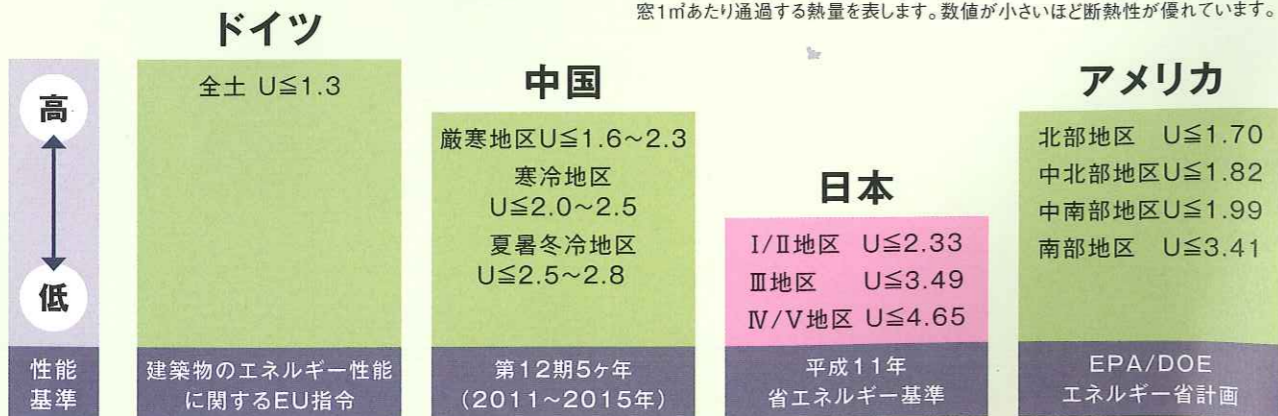 窓1㎡あたり通過する熱量を表します。数値が小さいほど断熱性が優れています。
高
低
性能
基準
ドイツ
全土 U≦1.3
建築物のエネルギー性能
に関するEU指令
中国
厳寒地区U≦1.6～2.3
寒冷地区
U≦2.0～2.5
夏暑冬冷地区
U≦2.5～2.8
第12期5ヶ年
(2011～2015年)
日本
I/II地区 U≦2.33
III地区 U≦3.49
IV/V地区 U≦4.65
平成11年
省エネルギー基準
アメリカ
北部地区 U≦1.70
中北部地区U≦1.82
中南部地区U≦1.99
南部地区 U≦3.41
EPA/DOE
エネルギー省計画